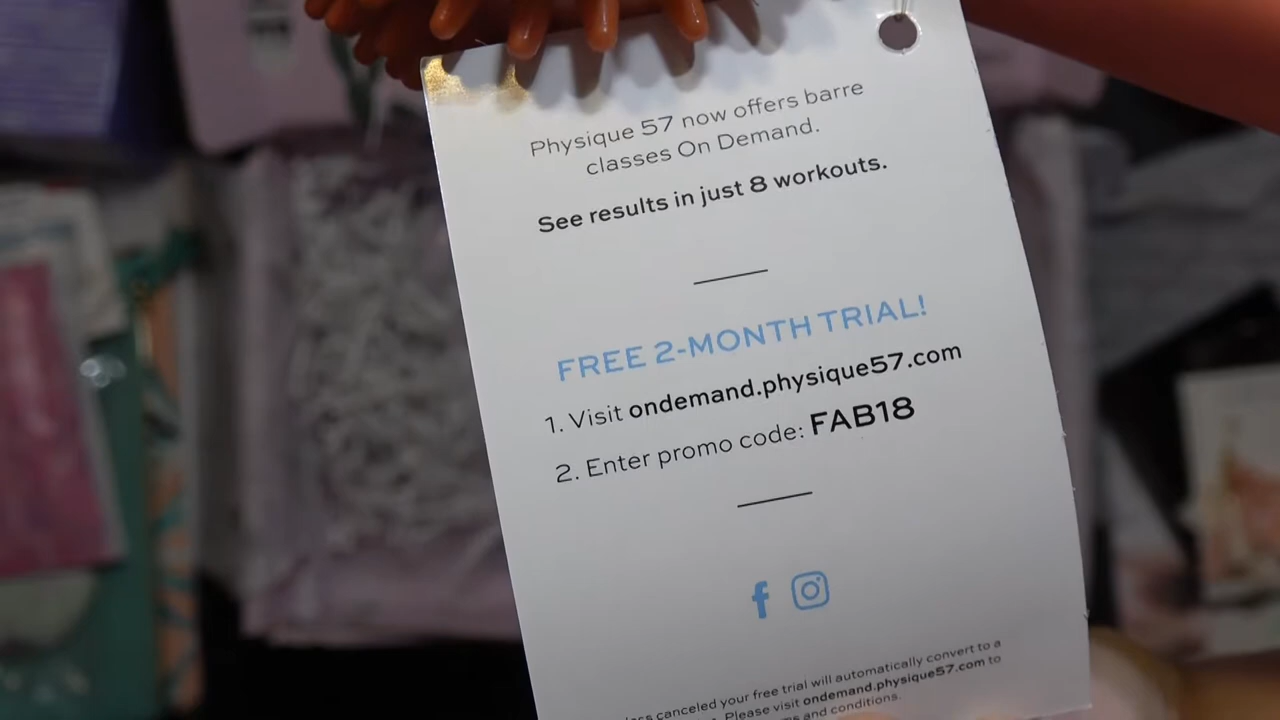 Physique 57 now offers barre
classes On Demand.
See results in just 8 workouts.
FREE 2-MONTH TRIAL!
1. Visit ondemand.physique57.com
2. Enter promo code: FAB18
canceled your free trial will automatically convert to a
Please visit ondemand.physique57.com to
and conditions.